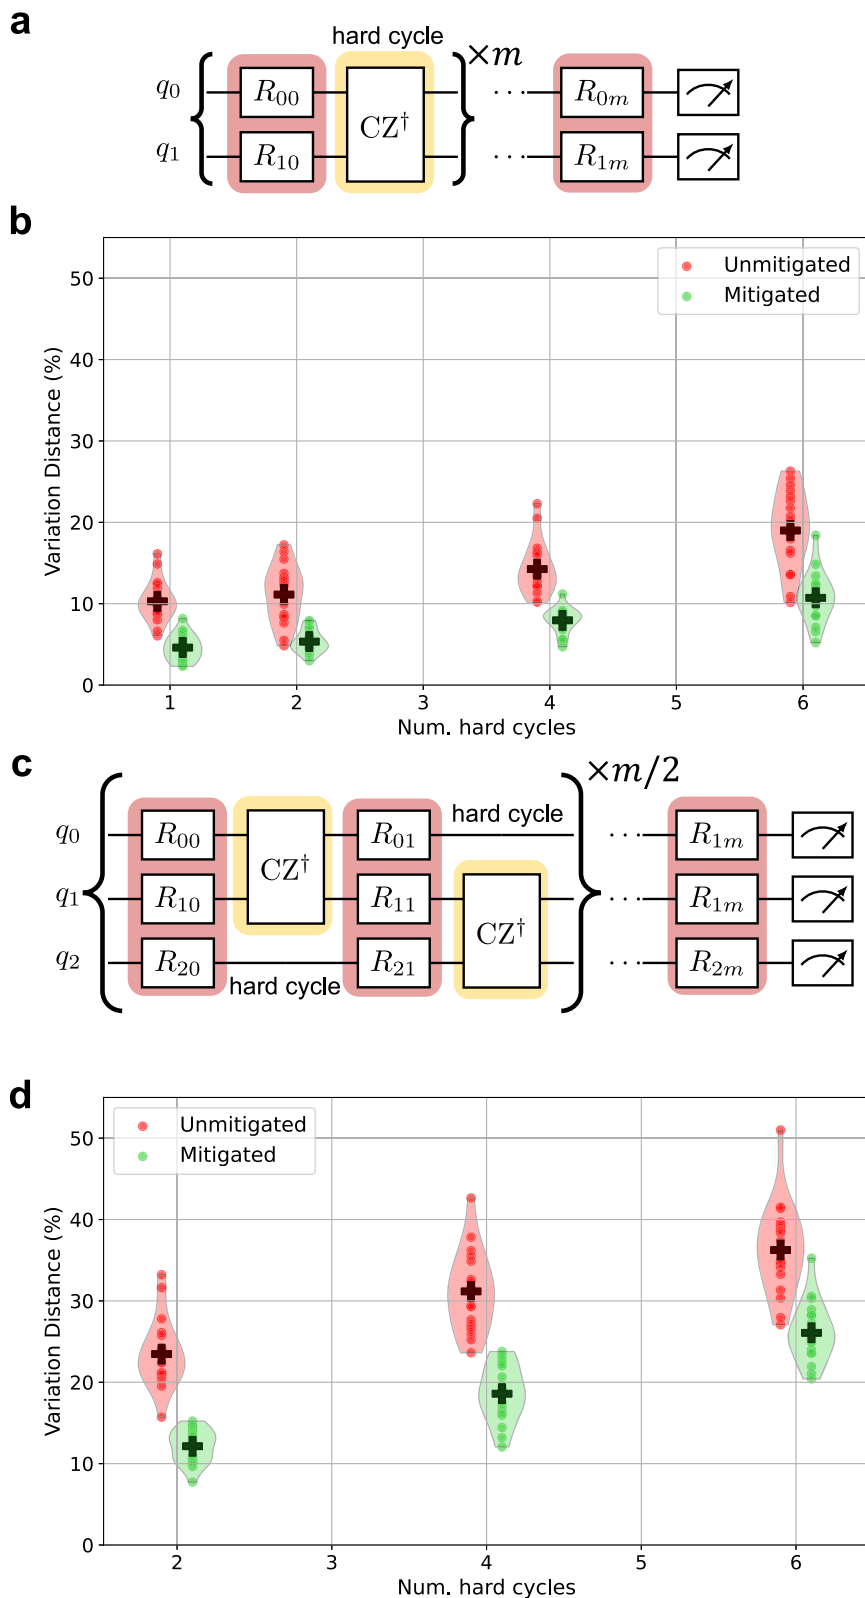 a
hard cycle
×m
q0 R00 CZ† ··· R0m
q1 R10 ··· R1m
b
Variation Distance (%)
50
40
30
20
10
0
Unmitigated
Mitigated
1 2 3 4 5 6
Num. hard cycles
c
×m/2
hard cycle
q0 R00 CZ† R01 ··· R1m
q1 R10 R11 CZ† ··· R1m
q2 R20 R21 ··· R2m
hard cycle
d
Variation Distance (%)
50
40
30
20
10
0
Unmitigated
Mitigated
2 3 4 5 6
Num. hard cycles